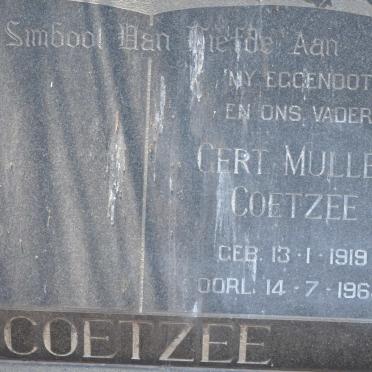 Simbool Van Liefde Aan
MY EGGENOOT
EN ONS VADER
GERT MULLE
COETZEE
GEB. 13-1-1919
OORL. 14-7-196
COETZEE